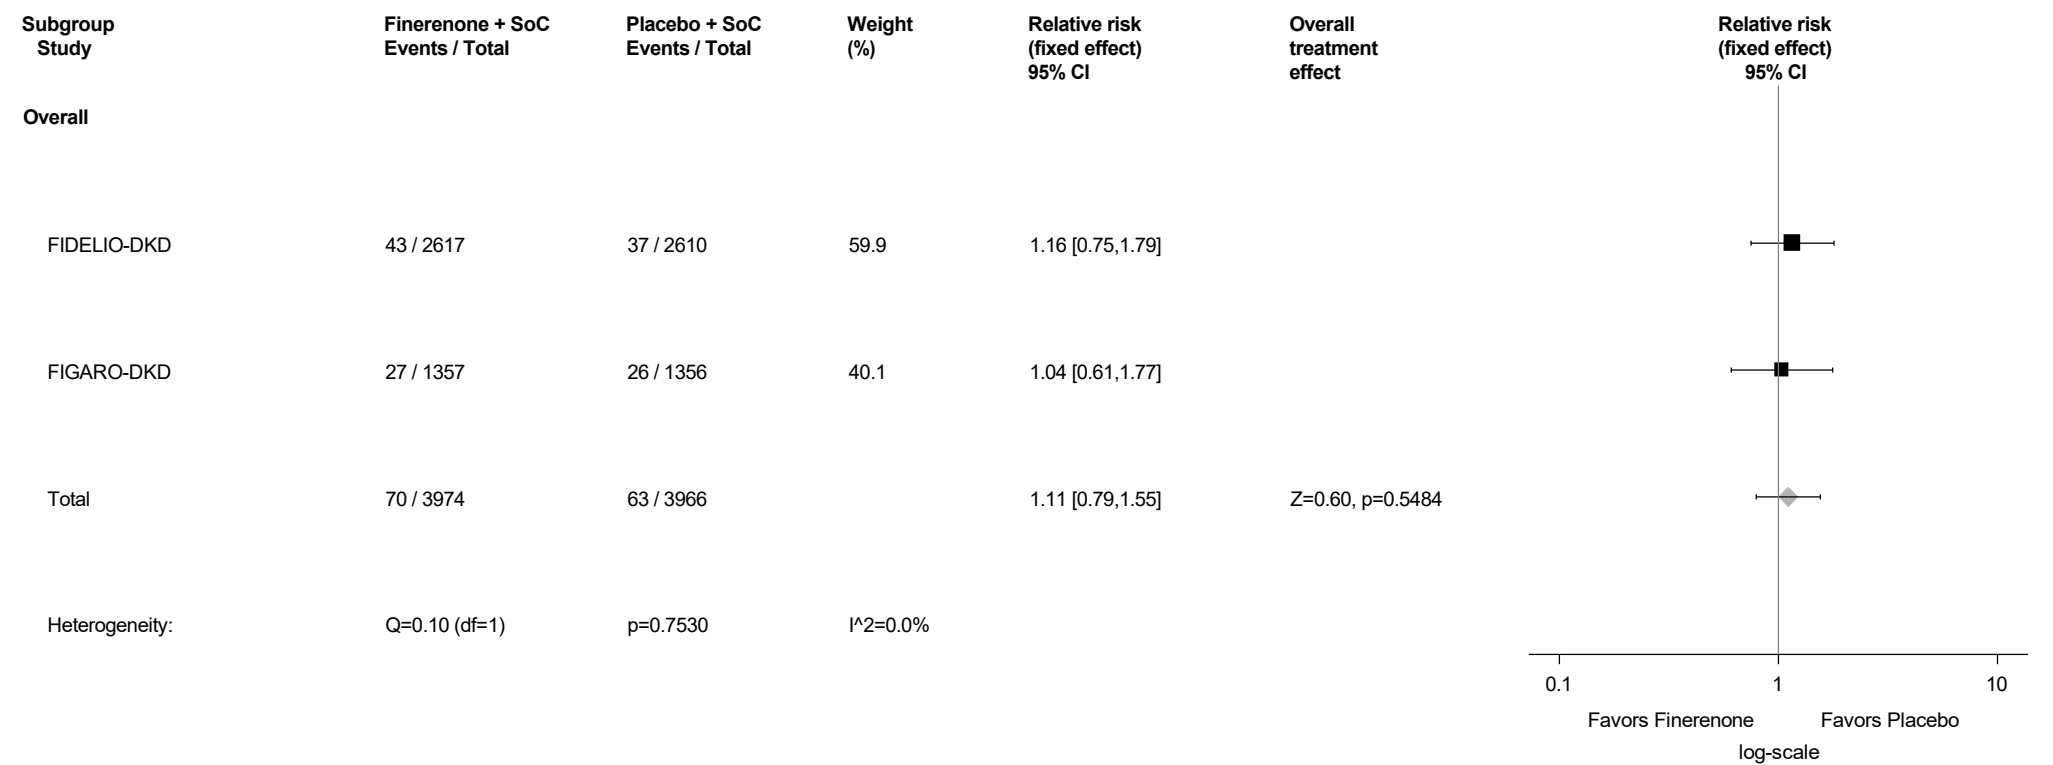 Subgroup Finerenone + SoC Placebo + SoC Weight Relative risk Overall Relative risk
Study Events / Total Events / Total (%) (fixed effect) treatment (fixed effect)
95% CI effect 95% CI
Overall
FIDELIO-DKD 43 / 2617 37 / 2610 59.9 1.16 [0.75,1.79]
FIGARO-DKD 27 / 1357 26 / 1356 40.1 1.04 [0.61,1.77]
Total 70 / 3974 63 / 3966 1.11 [0.79,1.55] Z=0.60, p=0.5484
Heterogeneity: Q=0.10 (df=1) p=0.7530 I^2=0.0%
0.1 1 10
Favors Finerenone Favors Placebo
log-scale